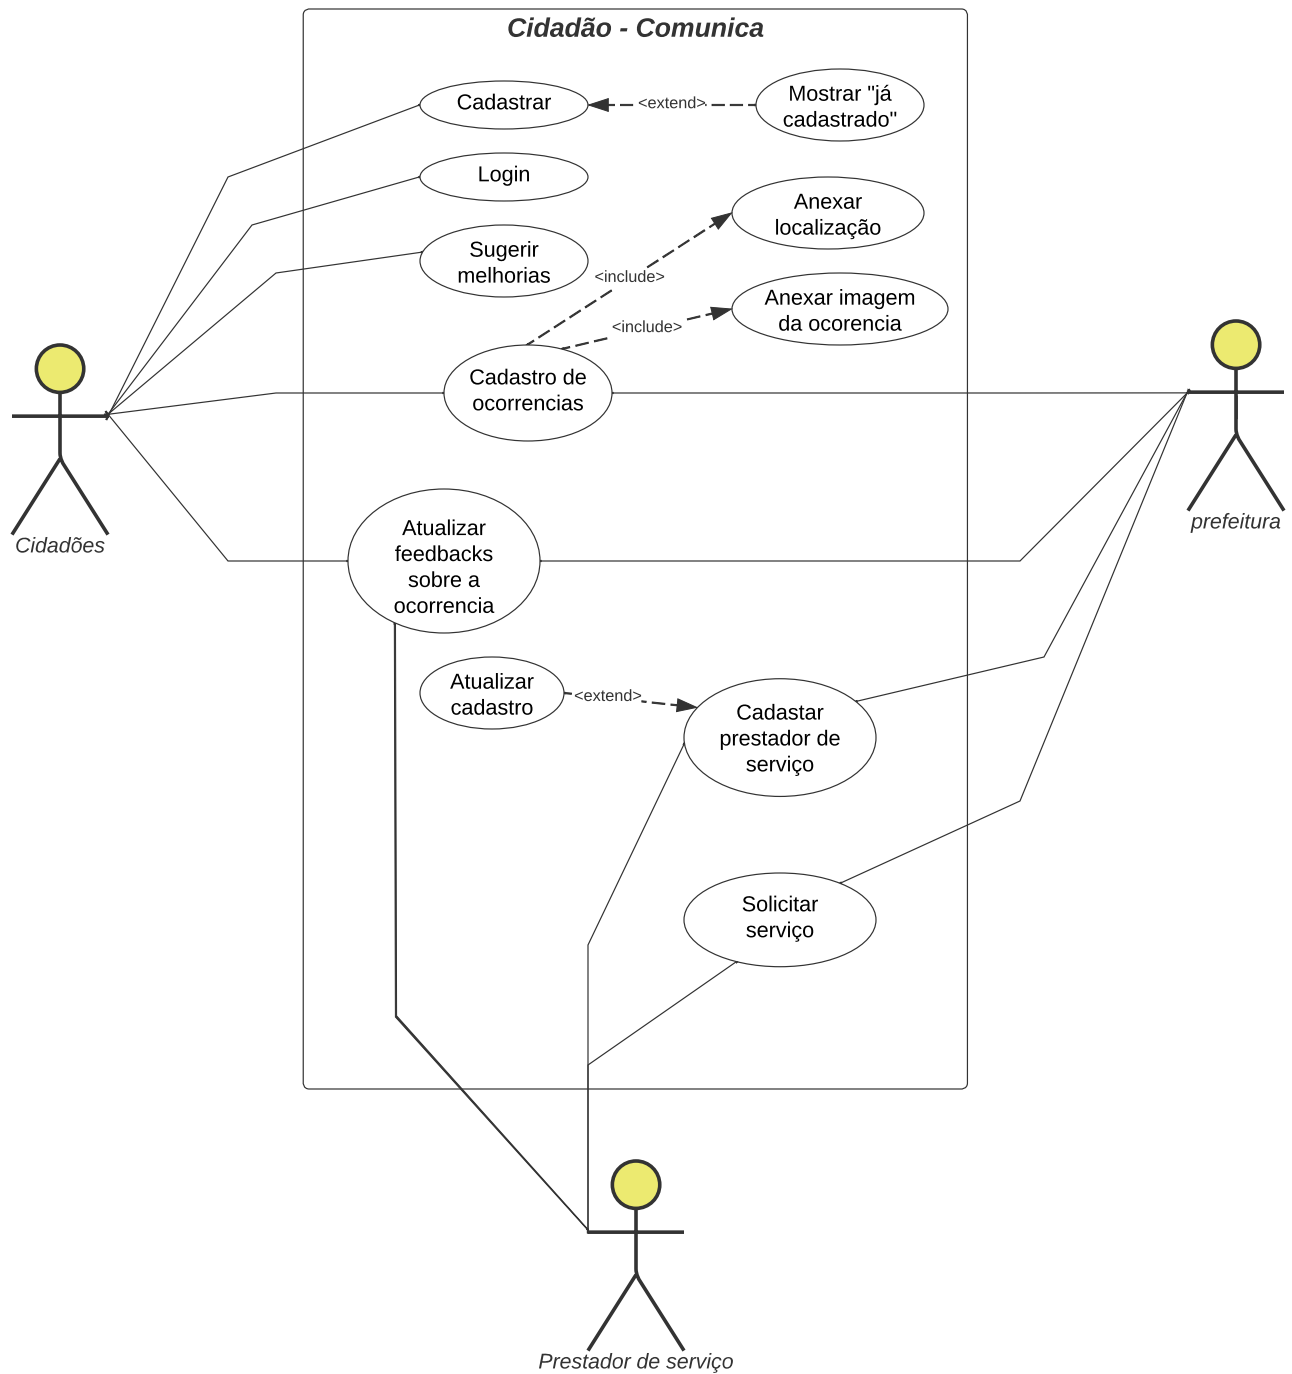 Cidadão - Comunica
Cadastrar
<extend>
Mostrar "já
cadastrado"
Login
Anexar
localização
Sugerir
melhorias
<include>
Anexar imagem
da ocorencia
<include>
Cadastro de
ocorrencias
Cidadões
prefeitura
Atualizar
feedbacks
sobre a
ocorrencia
Atualizar
cadastro
<extend>
Cadastar
prestador de
serviço
Solicitar
serviço
Prestador de serviço